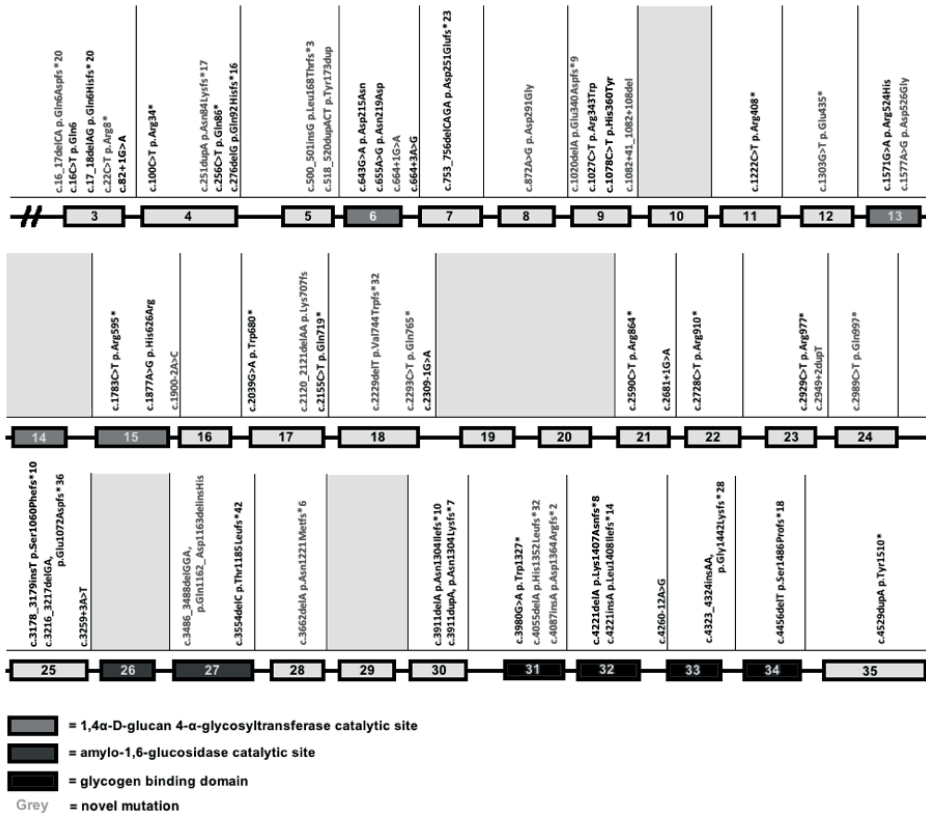 c.16_17delCA p.Gln6Aspfs*20
c.16C>T p.Gln6
c.17_18delAG p.Gln6Hisfs*20
c.22C>T p.Arg8*
c.82+1G>A
c.100C>T p.Arg34*
c.251dupA p.Asn84Lysfs*17
c.256C>T p.Gln86*
c.276delG p.Gln92Hisfs*16
c.500_501insG p.Leu168Thrfs*3
c.518_520dupACT p.Tyr173dup
c.643G>A p.Asp215Asn
c.655A>G p.Asn219Asp
c.664+1G>A
c.664+3A>G
c.753_756delCAGA p.Asp251Glufs*23
c.872A>G p.Asp291Gly
c.1020delA p.Glu340Aspfs*9
c.1027C>T p.Arg343Trp
c.1078C>T p.His360Tyr
c.1082+41_1082+108del
c.1222C>T p.Arg408*
c.1303G>T p.Glu435*
c.1571G>A p.Arg524His
c.1577A>G p.Asp526Gly
3 4 5 6 7 8 9 10 11 12 13
c.1783C>T p.Arg595*
c.1877A>G p.His626Arg
c.1900-2A>C
c.2039G>A p.Trp680*
c.2120_2121delAA p.Lys707fs
c.2155C>T p.Gln719*
c.2229delT p.Val744Trpfs*32
c.2293C>T p.Gln765*
c.2309-1G>A
c.2590C>T p.Arg864*
c.2681+1G>A
c.2728C>T p.Arg910*
c.2929C>T p.Arg977*
c.2949+2dupT
c.2989C>T p.Gln997*
14 15 16 17 18 19 20 21 22 23 24
c.3178_3179insT p.Ser1060Phefs*10
c.3216_3217delGA,
p.Glu1072Aspfs*36
c.3259+3A>T
c.3486_3488delGGA,
p.Gln1162_Asp1163delinsHis
c.3554delC p.Thr1185Leufs*42
c.3662delA p.Asn1221Metfs*6
c.3911delA p.Asn1304Ilefs*10
c.3911dupA, p.Asn1304Lysfs*7
c.3980G>A p.Trp1327*
c.4055delA p.His1352Leufs*32
c.4087insA p.Asp1364Argfs*2
c.4221delA p.Lys1407Asnfs*8
c.4221insA p.Leu1408Ilefs*14
c.4260-12A>G
c.4323_4324insAA,
p.Gly1442Lysfs*28
c.4456delT p.Ser1486Profs*18
c.4529dupA p.Tyr1510*
25 26 27 28 29 30 31 32 33 34 35
= 1,4α-D-glucan 4-α-glycosyltransferase catalytic site
= amylo-1,6-glucosidase catalytic site
= glycogen binding domain
Grey = novel mutation